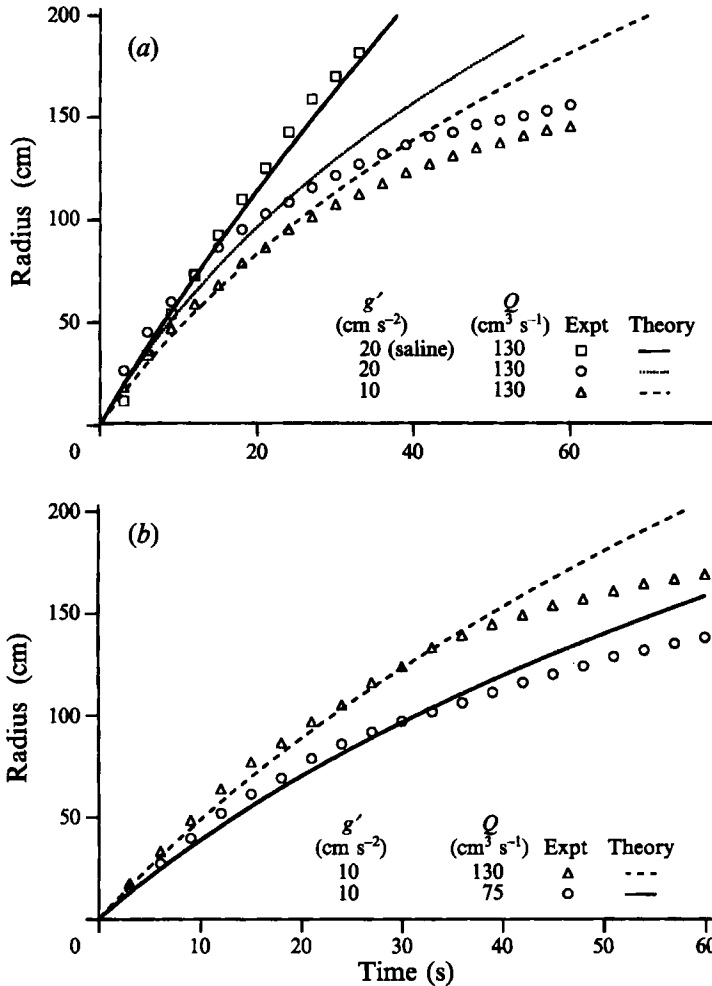 200
(a)
150
100
50
0
20
40
60
Radius (cm)
g′ Q
(cm s⁻²) (cm³ s⁻¹) Expt Theory
20 (saline) 130
20 130
10 130
200
(b)
150
100
50
0
10
20
30
40
50
60
Radius (cm)
Time (s)
g′ Q
(cm s⁻²) (cm³ s⁻¹) Expt Theory
10 130
10 75